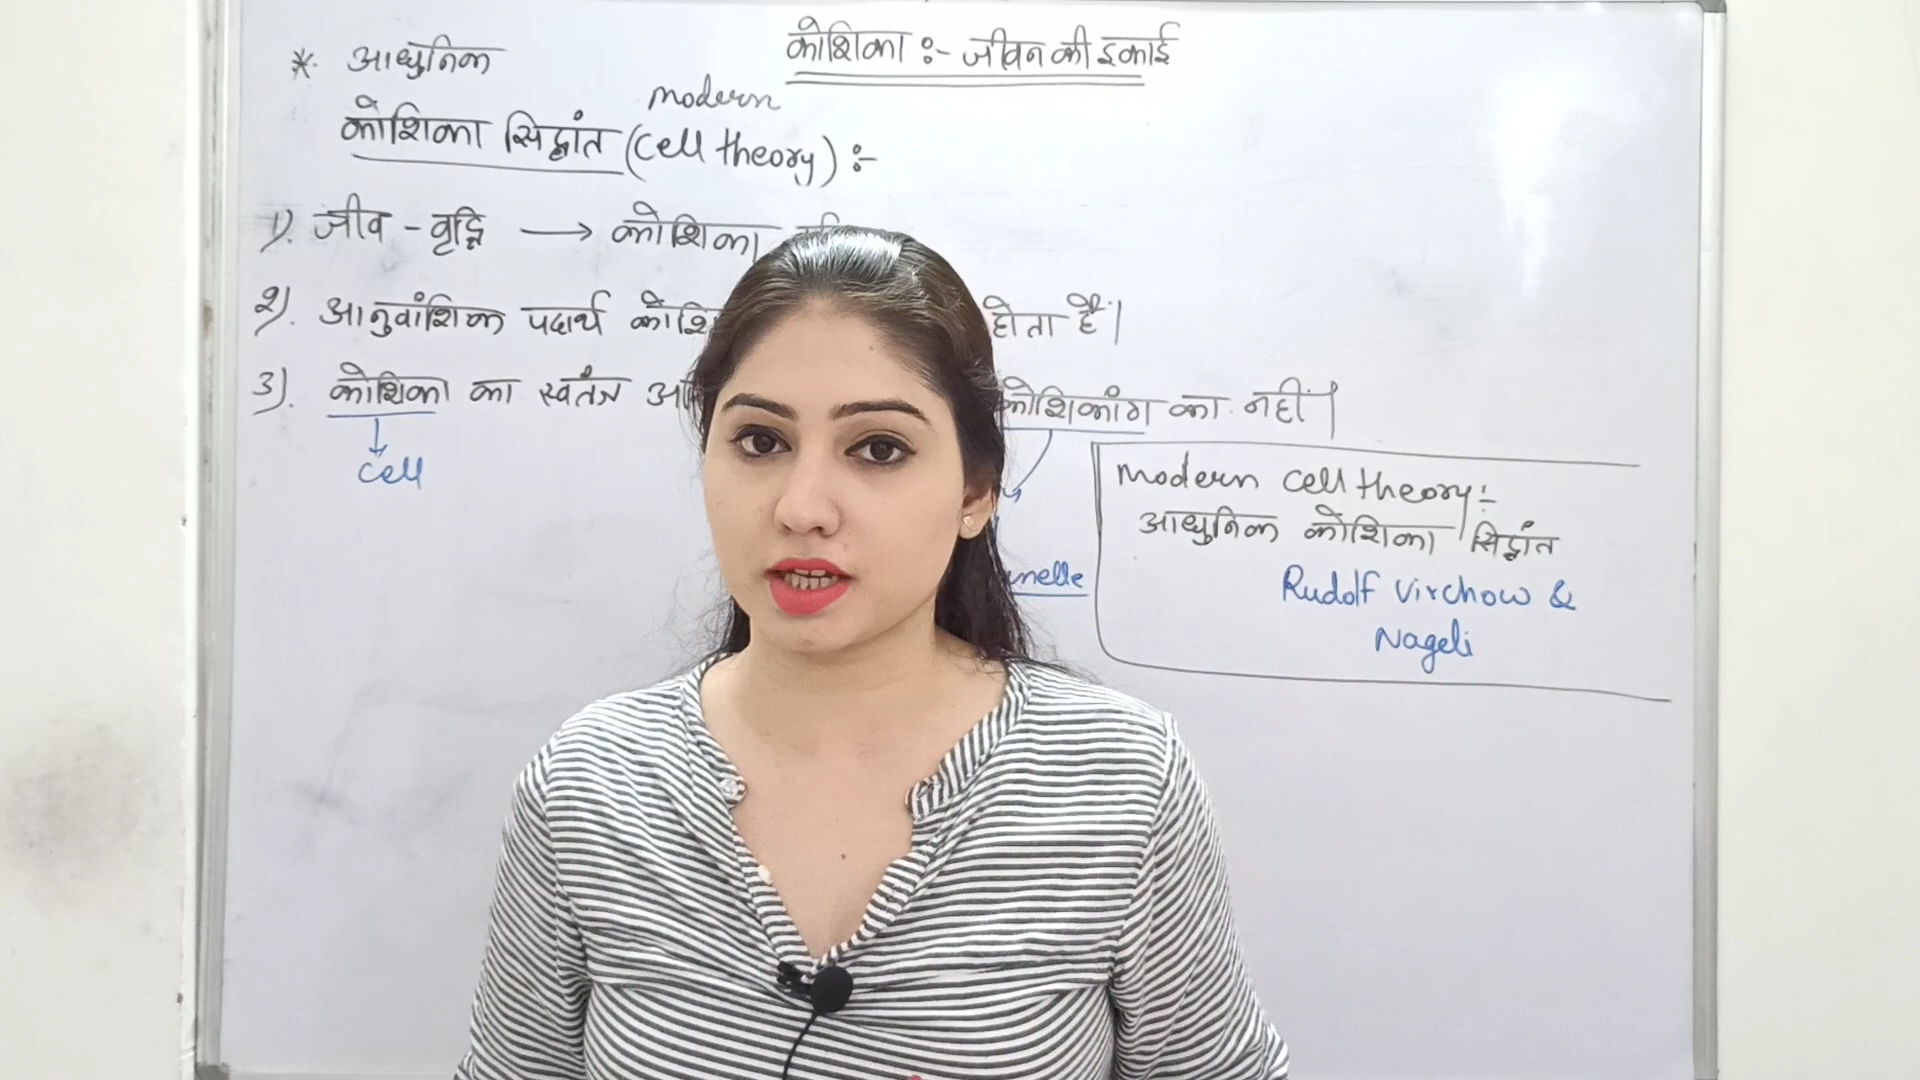 कोशिका :- जीवन की इकाई
* आधुनिक
modern
कोशिका सिद्धांत (Cell theory) :-
1). जीव - वृद्धि → कोशिका
2). आनुवांशिक पदार्थ होता है।
3). कोशिका का स्वतंत्र कोशिकांग का नहीं।
Cell
Modern Cell theory :-
आधुनिक कोशिका सिद्धांत
Rudolf Virchow &
Nageli